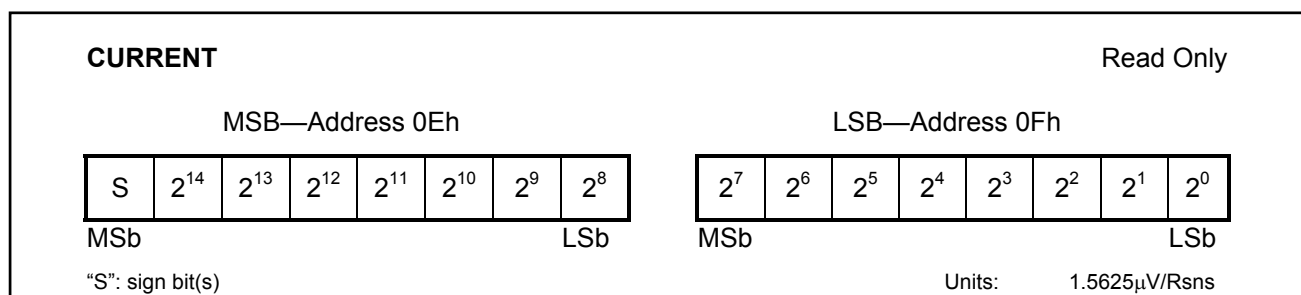 CURRENT Read Only
MSB—Address 0Eh LSB—Address 0Fh
S 2^14 2^13 2^12 2^11 2^10 2^9 2^8 2^7 2^6 2^5 2^4 2^3 2^2 2^1 2^0
MSb LSb MSb LSb
“S”: sign bit(s) Units: 1.5625μV/Rsns